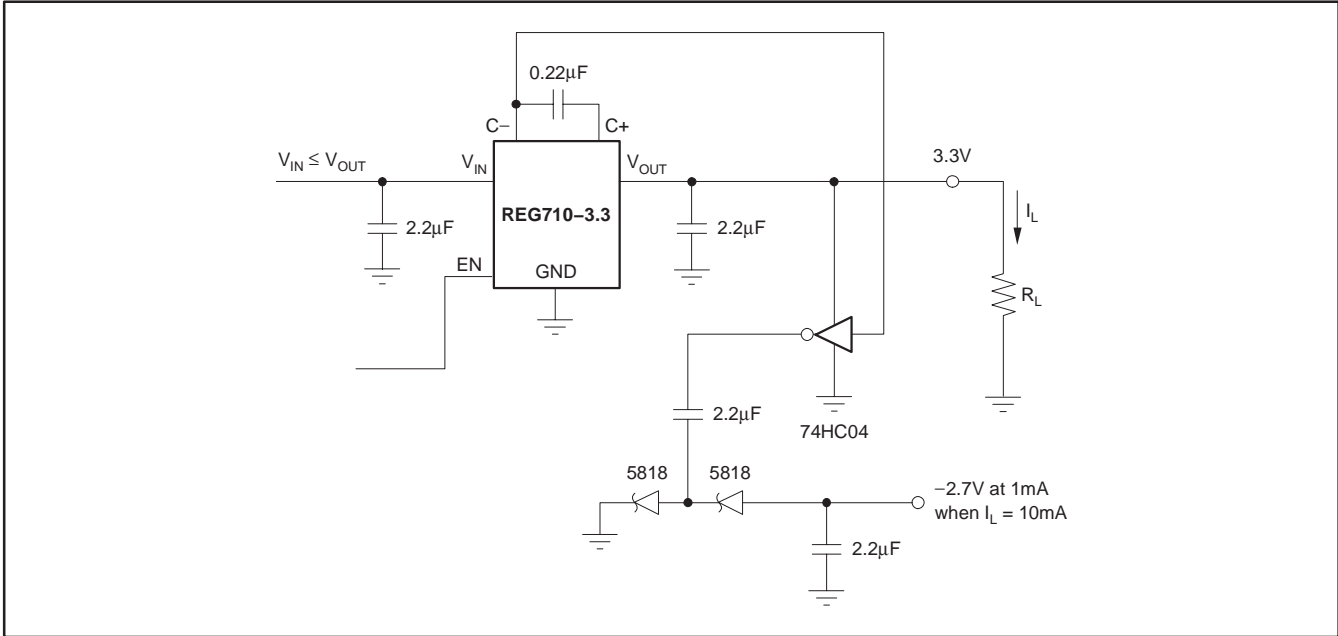 0.22µF
C− C+
V_IN ≤ V_OUT
V_IN
V_OUT
3.3V
REG710−3.3
2.2µF
2.2µF
I_L
EN
GND
R_L
2.2µF
74HC04
5818
5818
−2.7V at 1mA
when I_L = 10mA
2.2µF